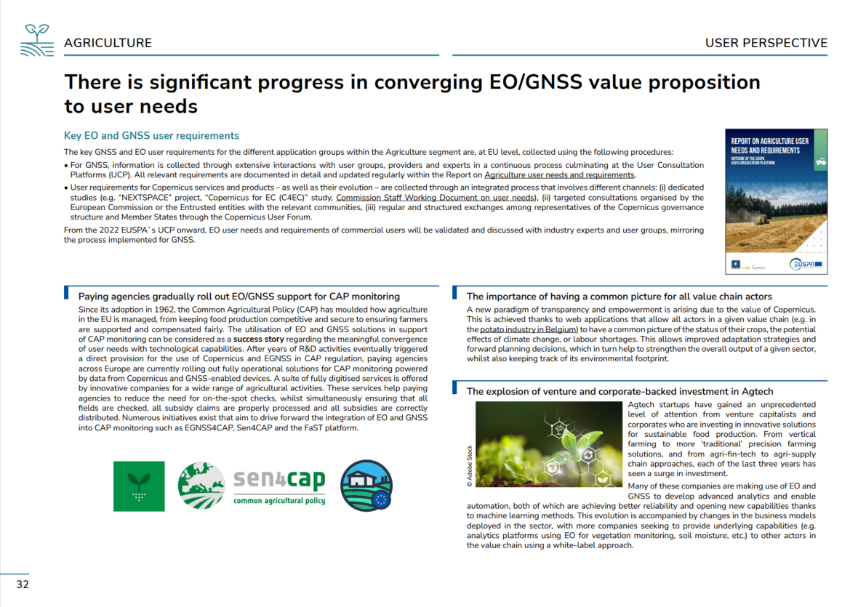 AGRICULTURE
USER PERSPECTIVE
There is significant progress in converging EO/GNSS value proposition
to user needs
Key EO and GNSS user requirements
The key GNSS and EO user requirements for the different application groups within the Agriculture segment are, at EU level, collected using the following procedures:
• For GNSS, information is collected through extensive interactions with user groups, providers and experts in a continuous process culminating at the User Consultation
Platforms (UCP). All relevant requirements are documented in detail and updated regularly within the Report on Agriculture user needs and requirements.
• User requirements for Copernicus services and products – as well as their evolution – are collected through an integrated process that involves different channels: (i) dedicated
studies (e.g. "NEXTSPACE" project, "Copernicus for EC (C4EC)" study, Commission Staff Working Document on user needs), (ii) targeted consultations organised by the
European Commission or the Entrusted entities with the relevant communities, (iii) regular and structured exchanges among representatives of the Copernicus governance
structure and Member States through the Copernicus User Forum.
From the 2022 EUSPA`s UCP onward, EO user needs and requirements of commercial users will be validated and discussed with industry experts and user groups, mirroring
the process implemented for GNSS.
REPORT ON AGRICULTURE USER
NEEDS AND REQUIREMENTS
OUTCOME OF THE EUSPA
USER CONSULTATION PLATFORM
EUSPA
Paying agencies gradually roll out EO/GNSS support for CAP monitoring
Since its adoption in 1962, the Common Agricultural Policy (CAP) has moulded how agriculture
in the EU is managed, from keeping food production competitive and secure to ensuring farmers
are supported and compensated fairly. The utilisation of EO and GNSS solutions in support
of CAP monitoring can be considered as a success story regarding the meaningful convergence
of user needs with technological capabilities. After years of R&D activities eventually triggered
a direct provision for the use of Copernicus and EGNSS in CAP regulation, paying agencies
across Europe are currently rolling out fully operational solutions for CAP monitoring powered
by data from Copernicus and GNSS-enabled devices. A suite of fully digitised services is offered
by innovative companies for a wide range of agricultural activities. These services help paying
agencies to reduce the need for on-the-spot checks, whilst simultaneously ensuring that all
fields are checked, all subsidy claims are properly processed and all subsidies are correctly
distributed. Numerous initiatives exist that aim to drive forward the integration of EO and GNSS
into CAP monitoring such as EGNSS4CAP, Sen4CAP and the FaST platform.
sen4cap
common agricultural policy
The importance of having a common picture for all value chain actors
A new paradigm of transparency and empowerment is arising due to the value of Copernicus.
This is achieved thanks to web applications that allow all actors in a given value chain (e.g. in
the potato industry in Belgium) to have a common picture of the status of their crops, the potential
effects of climate change, or labour shortages. This allows improved adaptation strategies and
forward planning decisions, which in turn help to strengthen the overall output of a given sector,
whilst also keeping track of its environmental footprint.
The explosion of venture and corporate-backed investment in Agtech
© Adobe Stock
Agtech startups have gained an unprecedented
level of attention from venture capitalists and
corporates who are investing in innovative solutions
for sustainable food production. From vertical
farming to more 'traditional' precision farming
solutions, and from agri-fin-tech to agri-supply
chain approaches, each of the last three years has
seen a surge in investment.
Many of these companies are making use of EO and
GNSS to develop advanced analytics and enable
automation, both of which are achieving better reliability and opening new capabilities thanks
to machine learning methods. This evolution is accompanied by changes in the business models
deployed in the sector, with more companies seeking to provide underlying capabilities (e.g.
analytics platforms using EO for vegetation monitoring, soil moisture, etc.) to other actors in
the value chain using a white-label approach.
32